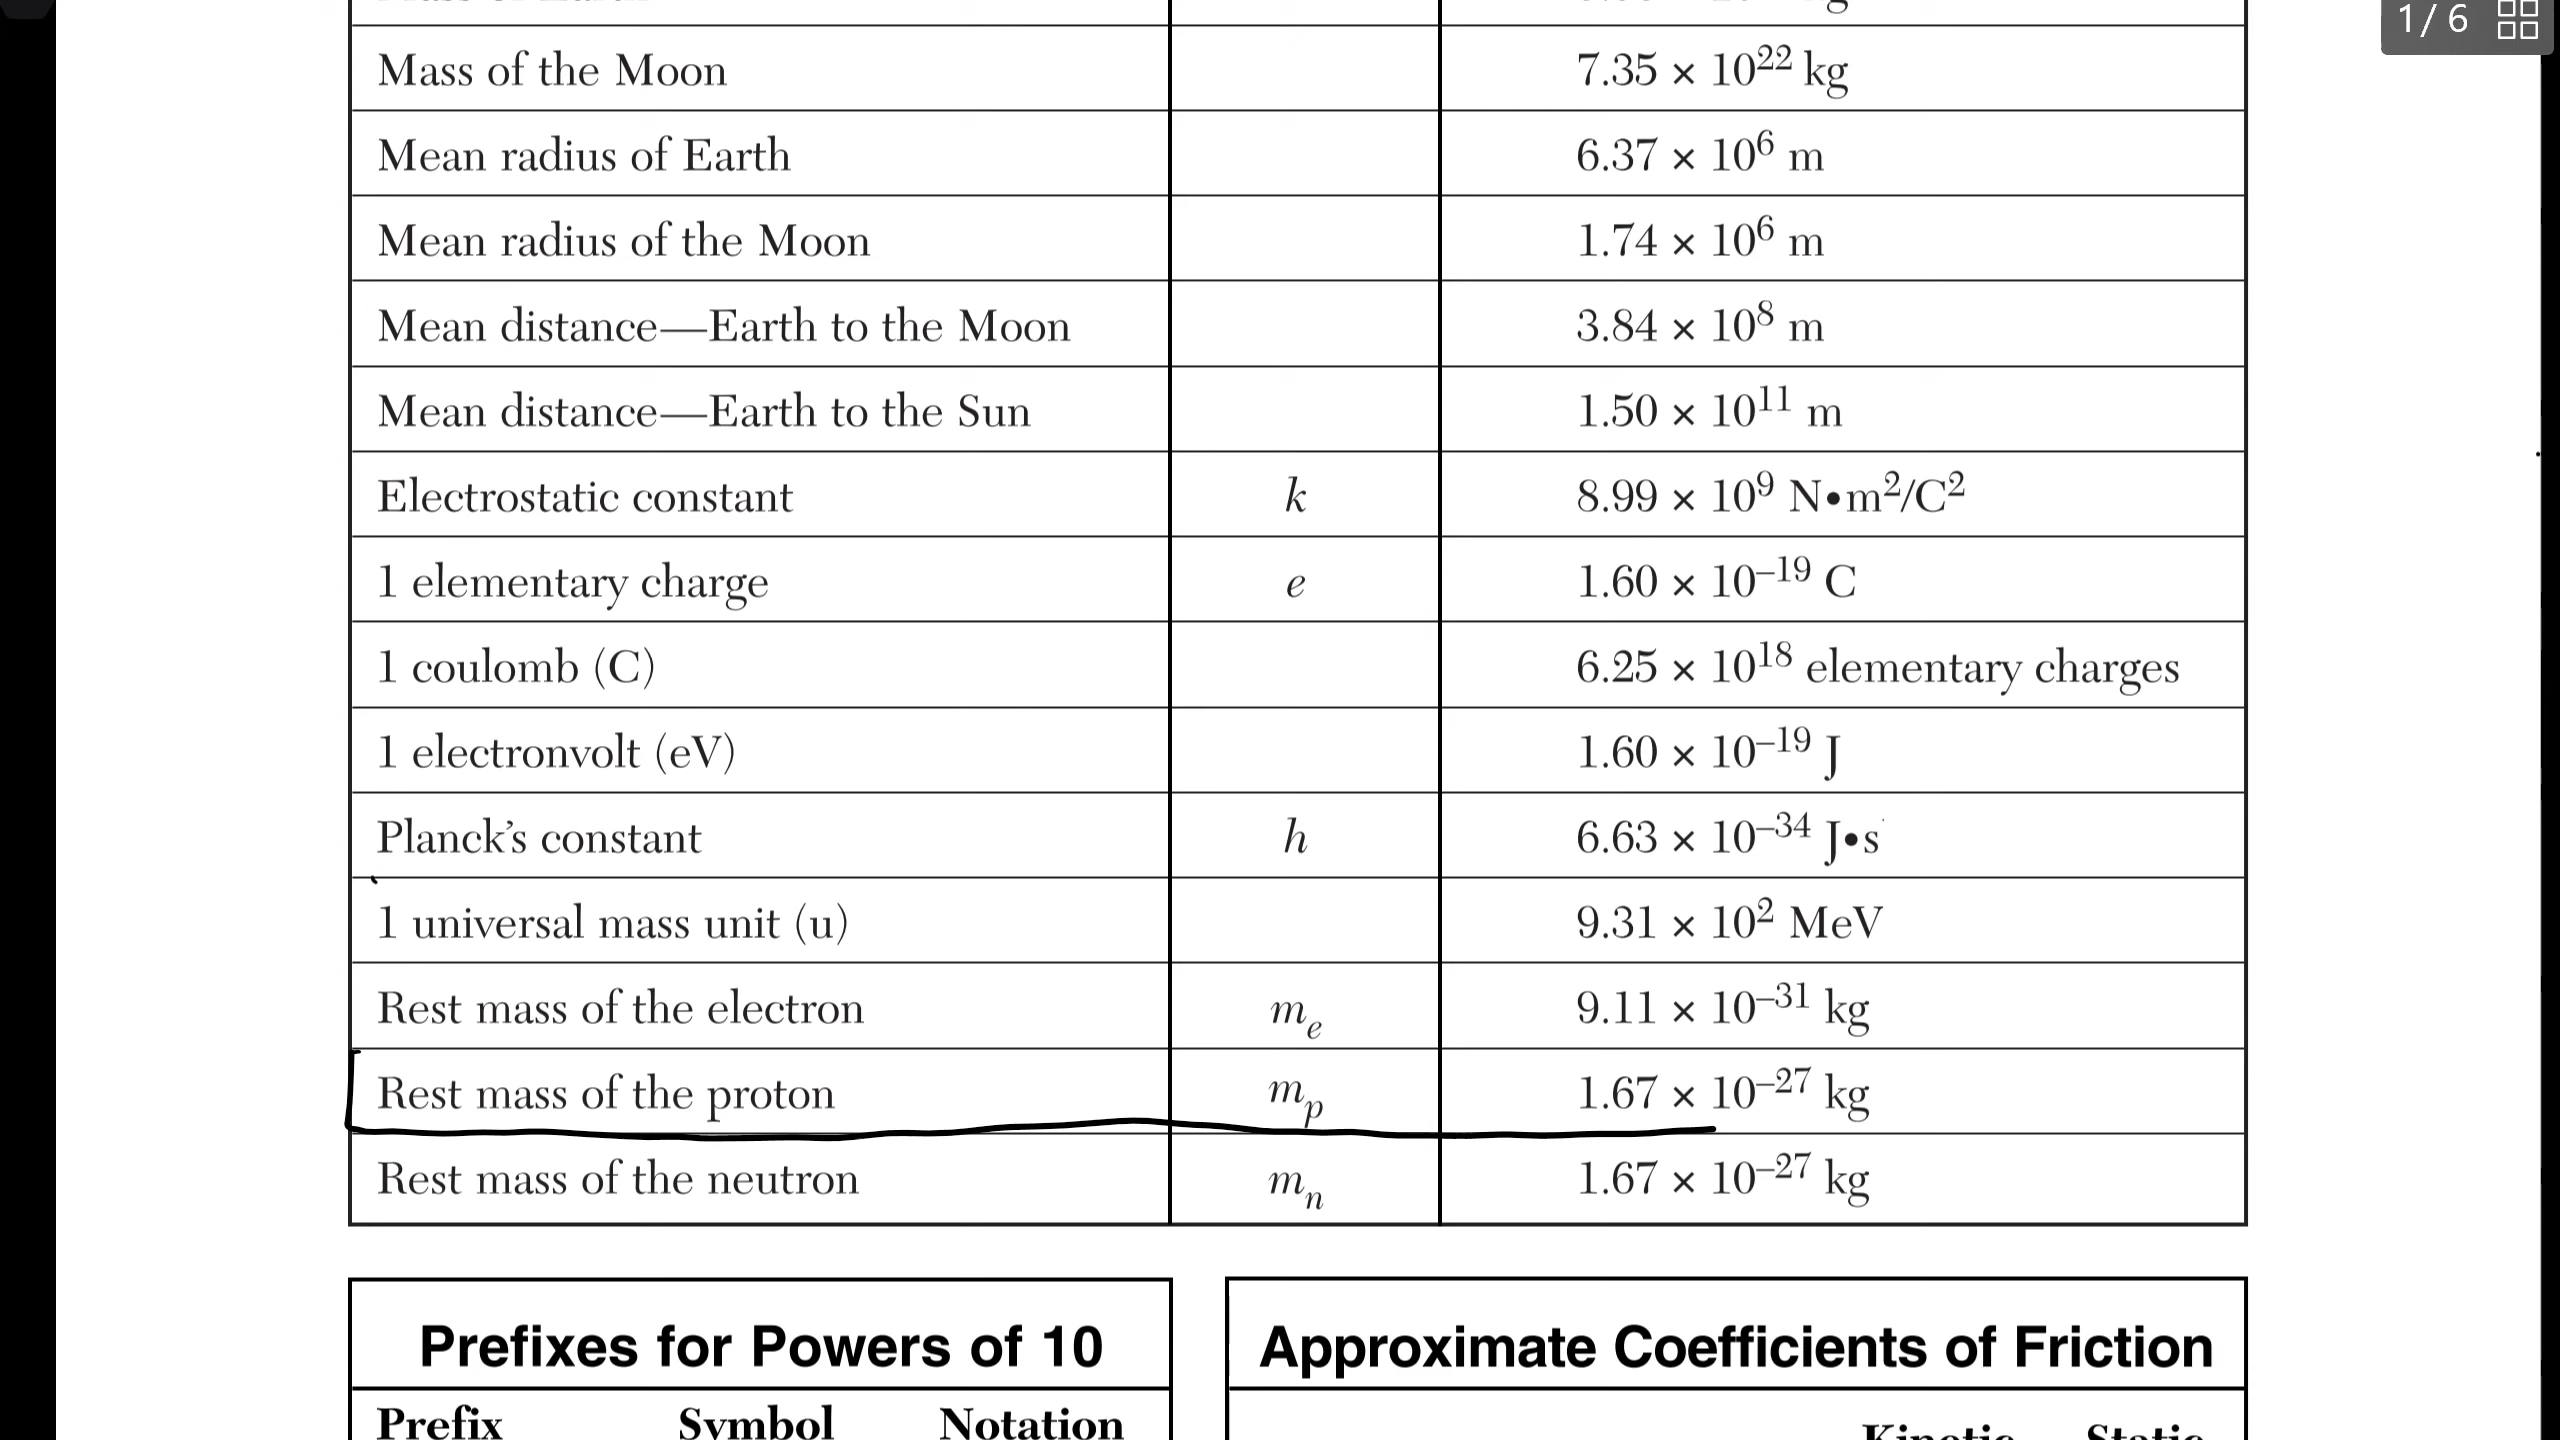 1 / 6
Mass of the Moon 7.35 × 10²² kg
Mean radius of Earth 6.37 × 10⁶ m
Mean radius of the Moon 1.74 × 10⁶ m
Mean distance—Earth to the Moon 3.84 × 10⁸ m
Mean distance—Earth to the Sun 1.50 × 10¹¹ m
Electrostatic constant k 8.99 × 10⁹ N•m²/C²
1 elementary charge e 1.60 × 10⁻¹⁹ C
1 coulomb (C) 6.25 × 10¹⁸ elementary charges
1 electronvolt (eV) 1.60 × 10⁻¹⁹ J
Planck’s constant h 6.63 × 10⁻³⁴ J•s
1 universal mass unit (u) 9.31 × 10² MeV
Rest mass of the electron mₑ 9.11 × 10⁻³¹ kg
Rest mass of the proton mₚ 1.67 × 10⁻²⁷ kg
Rest mass of the neutron mₙ 1.67 × 10⁻²⁷ kg
Prefixes for Powers of 10
Prefix Symbol Notation
Approximate Coefficients of Friction
Kinetic Static